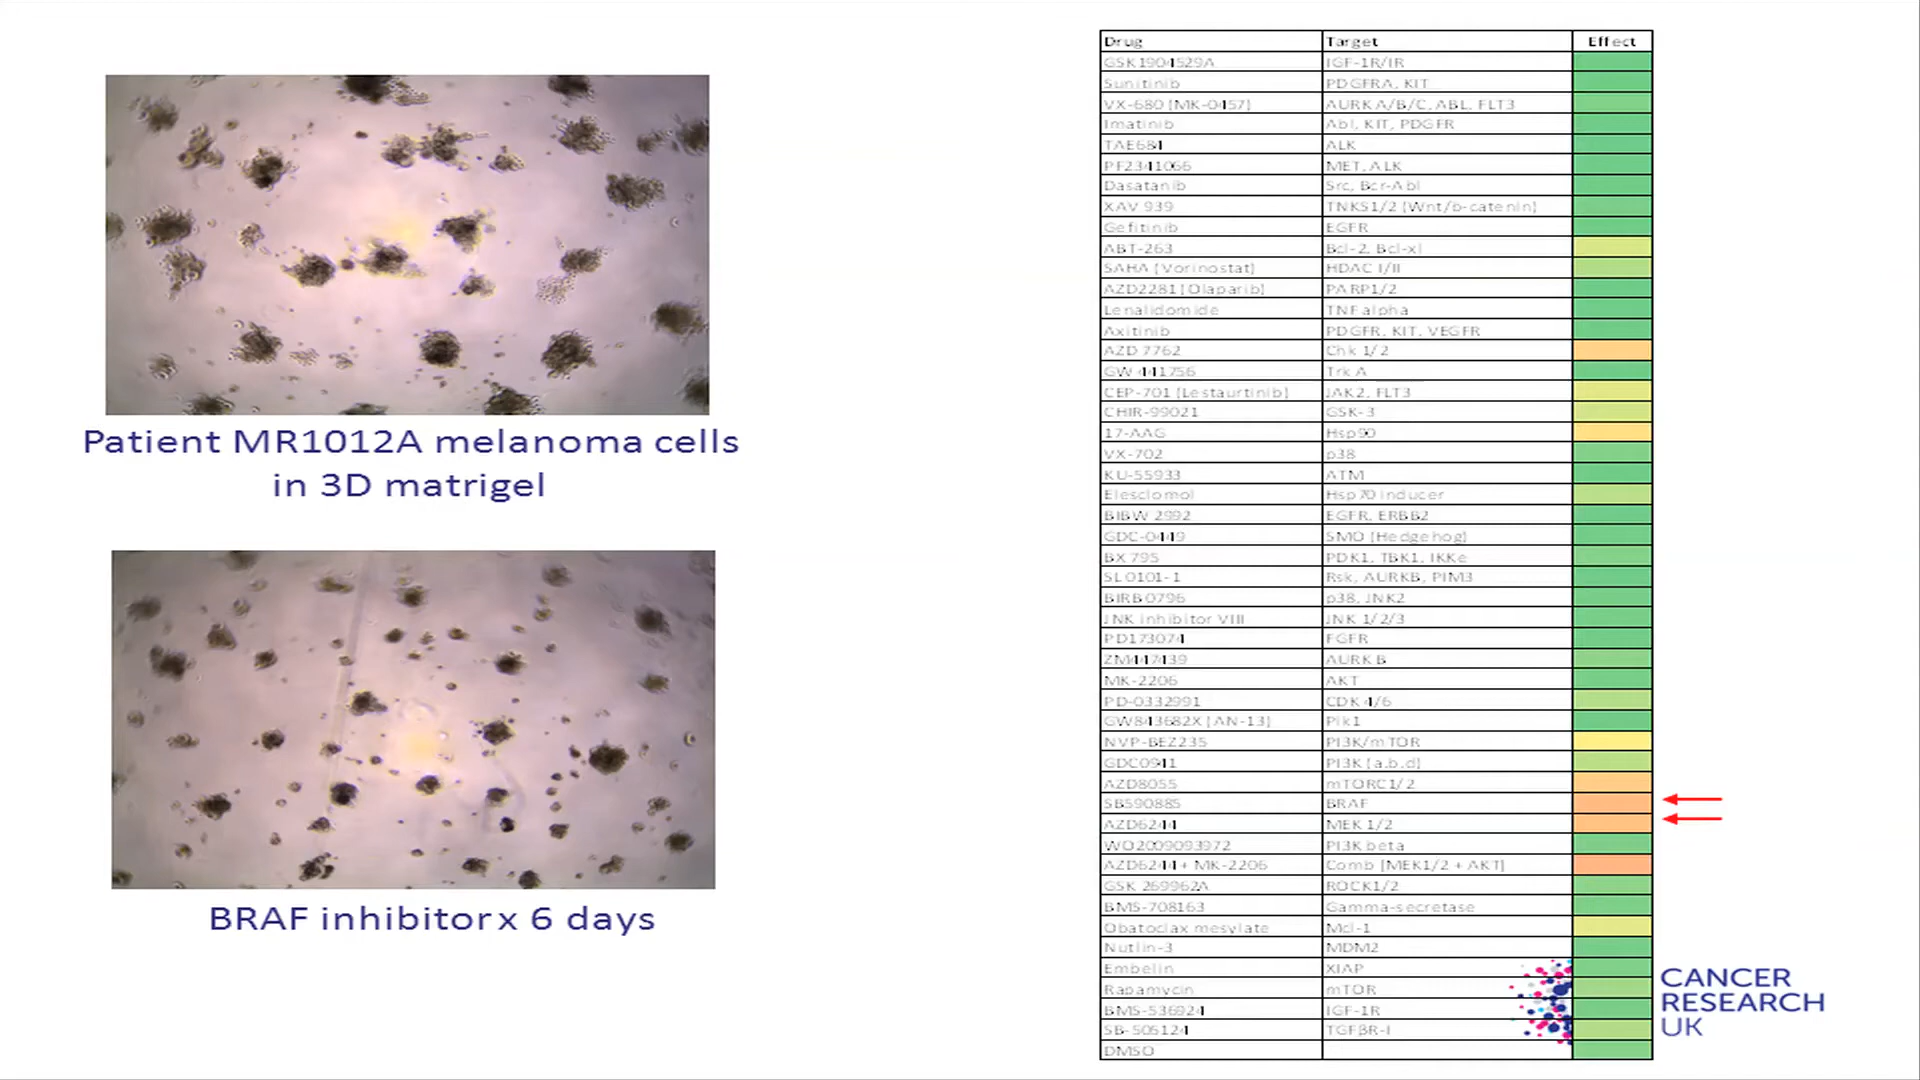 Patient MR1012A melanoma cells
in 3D matrigel
BRAF inhibitor x 6 days
Drug Target Effect
GSK1904529A IGF-1R/IR
Sunitinib PDGFRA, KIT
VX-680 (MK-0457) AURK A/B/C, ABL, FLT3
Imatinib Abl, KIT, PDGFR
TAE684 ALK
PF2341066 MET, ALK
Dasatanib Src, Bcr-Abl
XAV 939 TNKS1/2 (Wnt/b-catenin)
Gefitinib EGFR
ABT-263 Bcl-2, Bcl-xl
SAHA (Vorinostat) HDAC I/II
AZD2281 (Olaparib) PARP1/2
Lenalidomide TNF alpha
Axitinib PDGFR, KIT, VEGFR
AZD 7762 Chk 1/2
GW 441756 Trk A
CEP-701 (Lestaurtinib) JAK2, FLT3
CHIR-99021 GSK-3
17-AAG Hsp90
VX-702 p38
KU-55933 ATM
Elesclomol Hsp70 inducer
BIBW 2992 EGFR, ERBB2
GDC-0449 SMO (Hedgehog)
BX 795 PDK1, TBK1, IKKe
SL 0101-1 Rsk, AURKB, PIM3
BIRB 0796 p38, JNK2
JNK inhibitor VIII JNK 1/2/3
PD173074 FGFR
ZM447439 AURK B
MK-2206 AKT
PD-0332991 CDK 4/6
GW843682X (AN-13) Plk1
NVP-BEZ235 PI3K/mTOR
GDC0941 PI3K (a.b.d)
AZD8055 mTORC1/2
SB590885 BRAF
AZD6244 MEK 1/2
WO2009093972 PI3K beta
AZD6244 + MK-2206 Comb (MEK1/2 + AKT)
GSK 269962A ROCK1/2
BMS-708163 Gamma-secretase
Obatoclax mesylate Mcl-1
Nutlin-3 MDM2
Embelin XIAP
Rapamycin mTOR
BMS-536924 IGF-1R
SB-505124 TGFβR-I
DMSO
CANCER
RESEARCH
UK